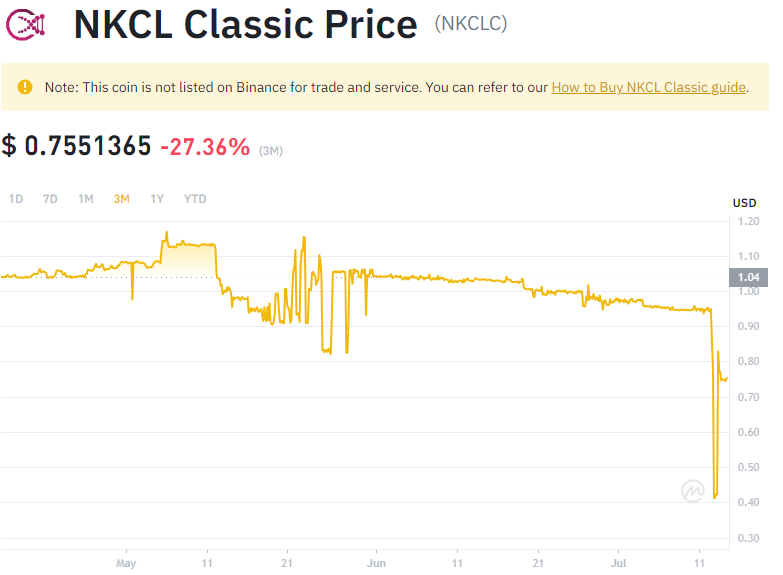 NKCL Classic Price (NKCLC)
Note: This coin is not listed on Binance for trade and service. You can refer to our How to Buy NKCL Classic guide.
$ 0.7551365 -27.36% (3M)
1D 7D 1M 3M 1Y YTD
USD
1.20
1.10
1.04
1.00
0.90
0.80
0.70
0.60
0.50
0.40
0.30
May 11 21 Jun 11 21 Jul 11